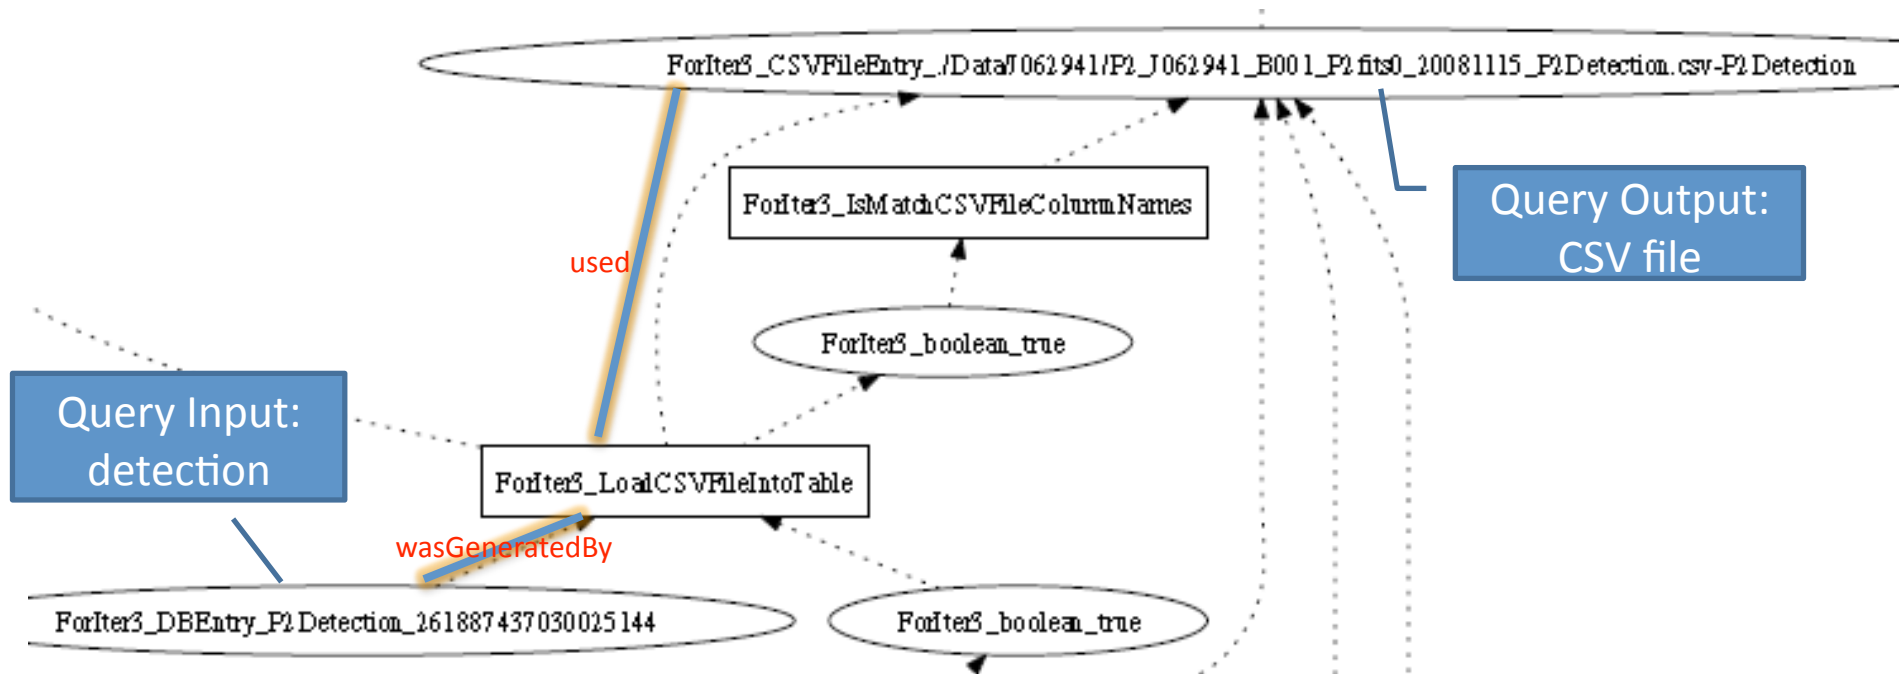 ForIter3_CSVFileEntry_./Data/J062941/P2_J062941_B001_P2fits0_20081115_P2Detection.csv-P2Detection
ForIter3_IsMatchCSVFileColumnNames
Query Output:
CSV file
used
ForIter3_boolean_true
Query Input:
detection
ForIter3_LoadCSVFileIntoTable
wasGeneratedBy
ForIter3_DBEntry_P2Detection_261887437030025144
ForIter3_boolean_true